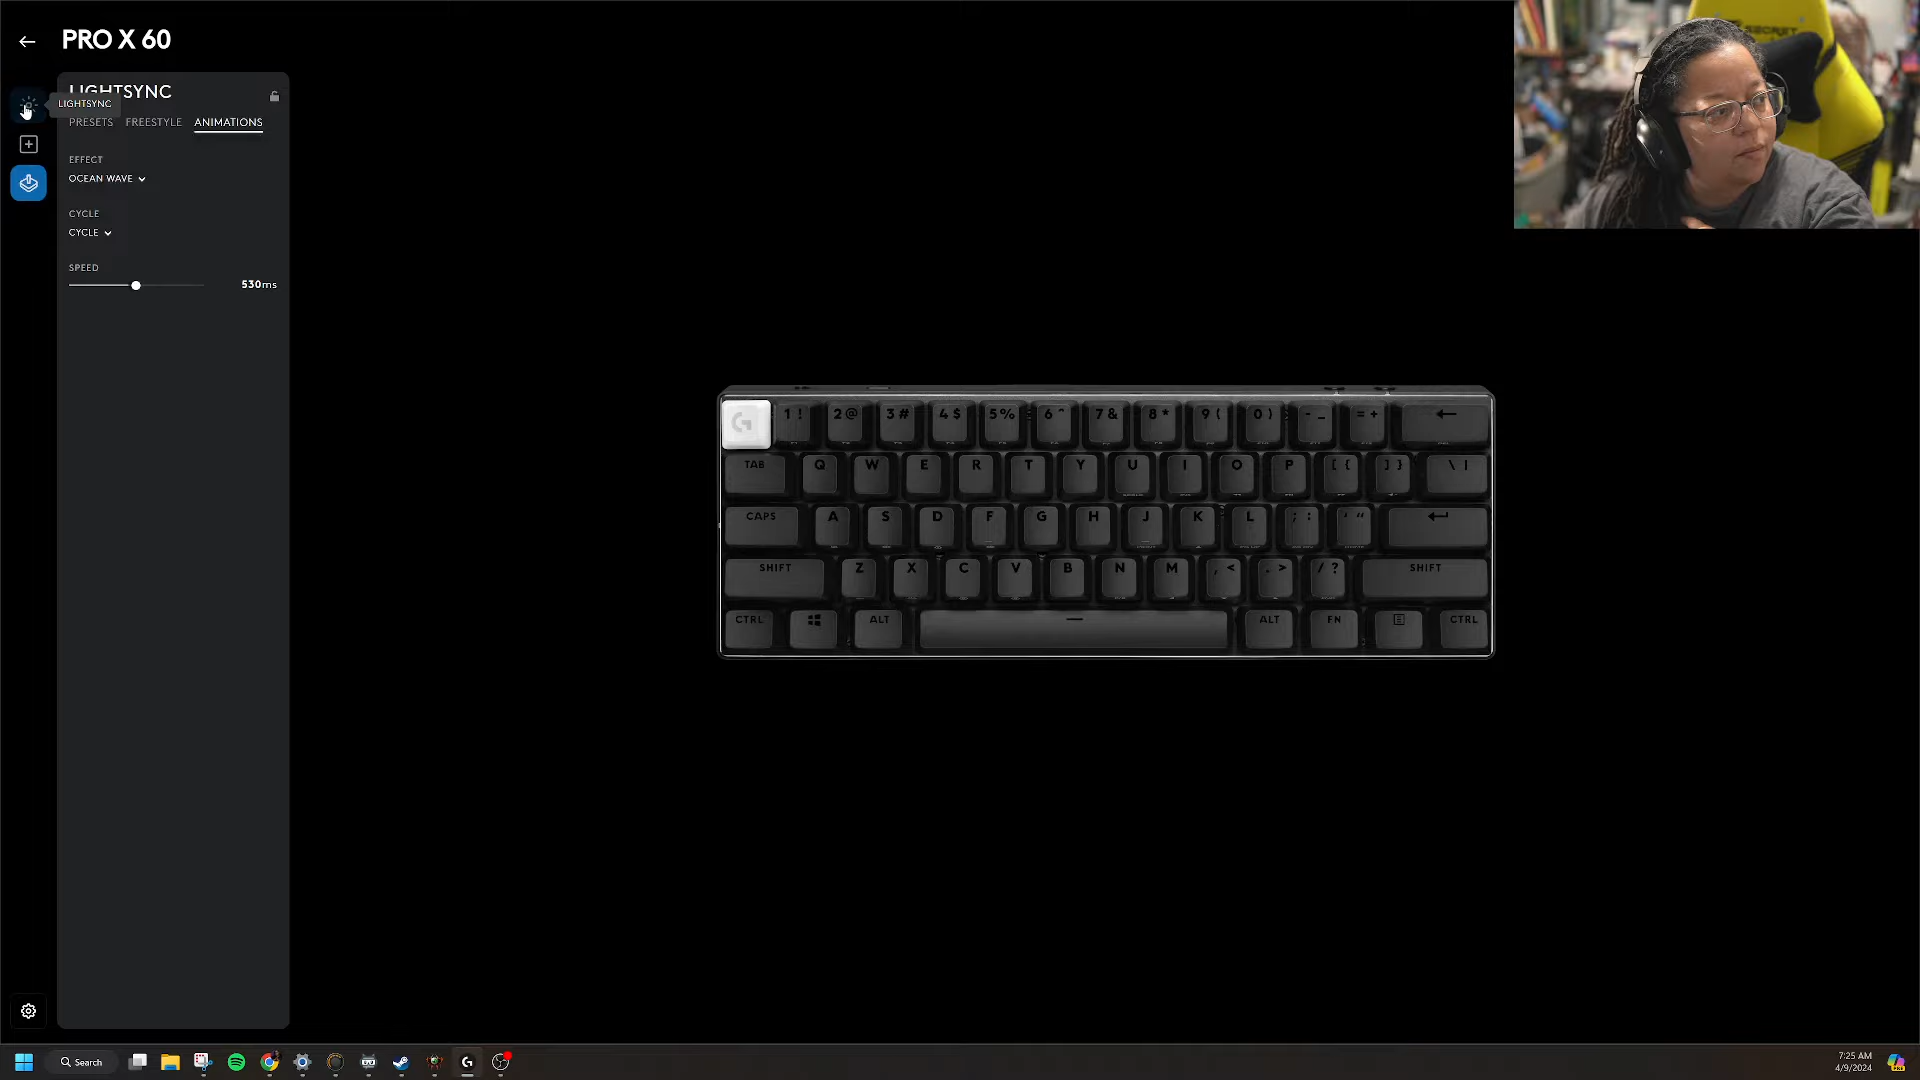 PRO X 60
LIGHTSYNC
LIGHTSYNC
PRESETS FREESTYLE ANIMATIONS
EFFECT
OCEAN WAVE
CYCLE
CYCLE
SPEED
530ms
SECRET
G 1 ! 2 @ 3 # 4 $ 5 % 6 ^ 7 & 8 * 9 ( 0 ) - _ = + ←
TAB Q W E R T Y U I O P [ { ] } \ |
CAPS A S D F G H J K L ; : ' "
SHIFT Z X C V B N M , < . > / ? SHIFT
CTRL ALT ALT FN CTRL
Search
7:25 AM
4/9/2024